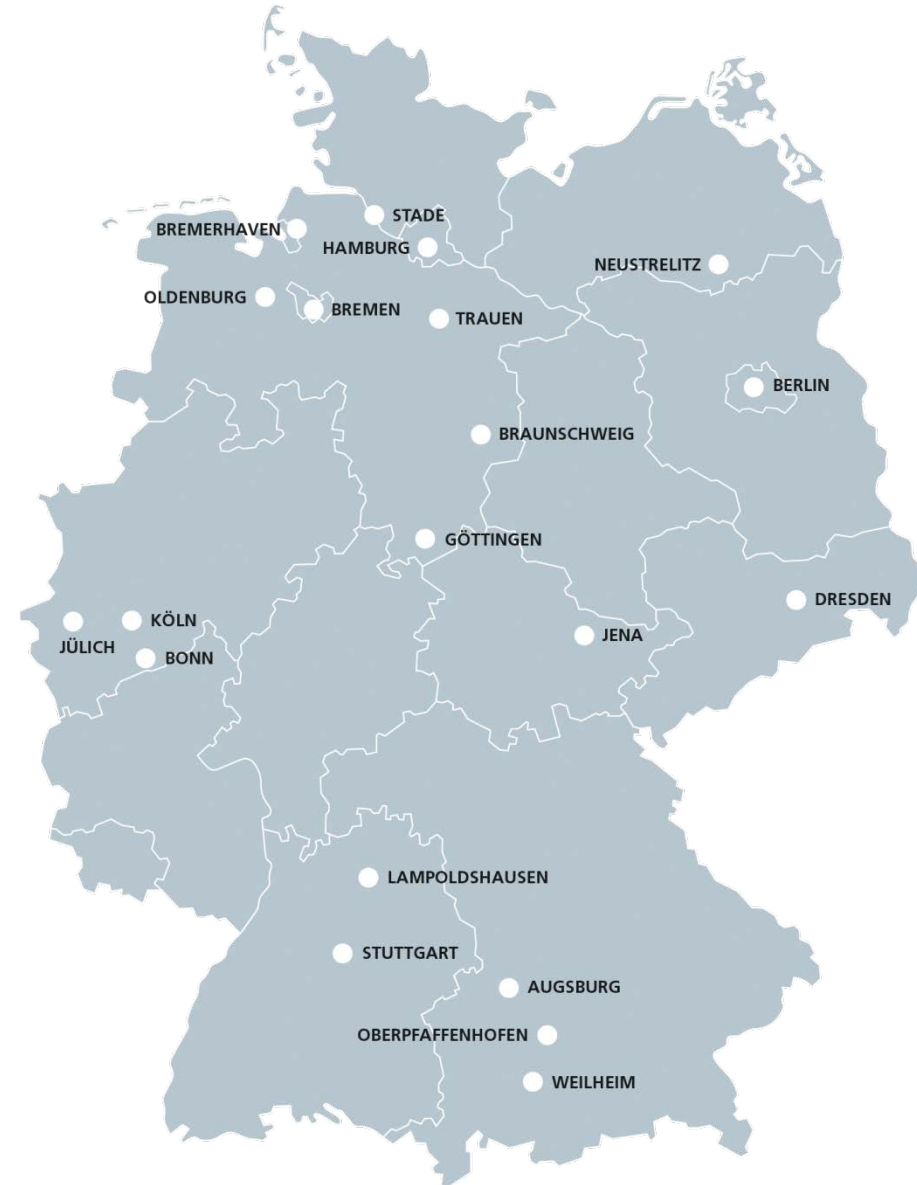 STADE
BREMERHAVEN
HAMBURG
NEUSTRELITZ
OLDENBURG
BREMEN
TRAUEN
BERLIN
BRAUNSCHWEIG
GÖTTINGEN
DRESDEN
KÖLN
JENA
JÜLICH
BONN
LAMPOLDSHAUSEN
STUTTGART
AUGSBURG
OBERPFAFFENHOFEN
WEILHEIM